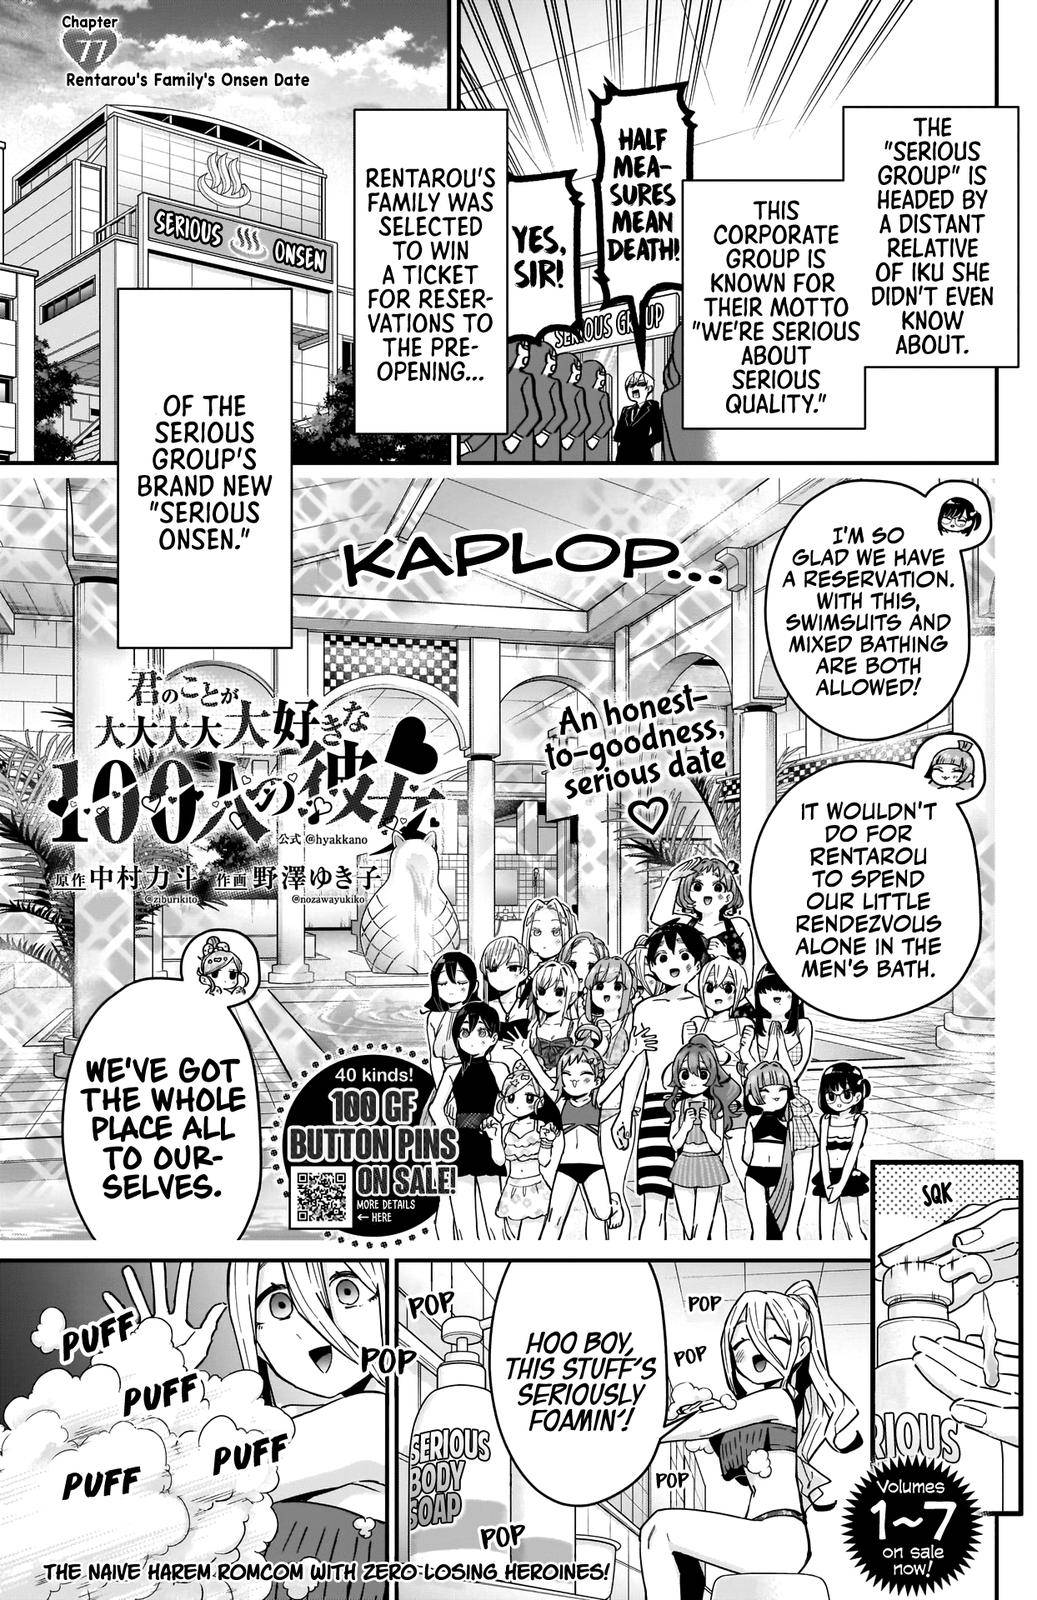 Chapter
77
Rentarou's Family's Onsen Date
THE
"SERIOUS
GROUP" IS
HEADED BY
A DISTANT
RELATIVE
OF IKU SHE
DIDN'T EVEN
KNOW
ABOUT.
THIS
CORPORATE
GROUP IS
KNOWN FOR
THEIR MOTTO
"WE'RE SERIOUS
ABOUT
SERIOUS
QUALITY."
HALF
MEA-
SURES
MEAN
DEATH!
YES,
SIR!
SERIOUS GROUP
RENTAROU'S
FAMILY WAS
SELECTED
TO WIN
A TICKET
FOR RESER-
VATIONS TO
THE PRE-
OPENING...
SERIOUS ONSEN
OF THE
SERIOUS
GROUP'S
BRAND NEW
"SERIOUS
ONSEN."
KAPLOP...
I'M SO
GLAD WE HAVE
A RESERVATION.
WITH THIS,
SWIMSUITS AND
MIXED BATHING
ARE BOTH
ALLOWED!
君のことが
大大大大大好きな
100人の彼女
公式 @hyakkano
原作 中村力斗 作画 野澤ゆき子
@ziburikito @nozawayukiko
An honest-
to-goodness,
serious date
♡
IT WOULDN'T
DO FOR
RENTAROU
TO SPEND
OUR LITTLE
RENDEZVOUS
ALONE IN THE
MEN'S BATH.
WE'VE GOT
THE WHOLE
PLACE ALL
TO OUR-
SELVES.
40 kinds!
100 GF
BUTTON PINS
ON SALE!
MORE DETAILS
← HERE
SQK
RIOUS
POP
POP
POP
HOO BOY,
THIS STUFF'S
SERIOUSLY
FOAMIN'!
POP
POP
SERIOUS
BODY
SOAP
POP
PUFF
PUFF
PUFF
PUFF
THE NAIVE HAREM ROMCOM WITH ZERO LOSING HEROINES!
Volumes
1~7
on sale
now!